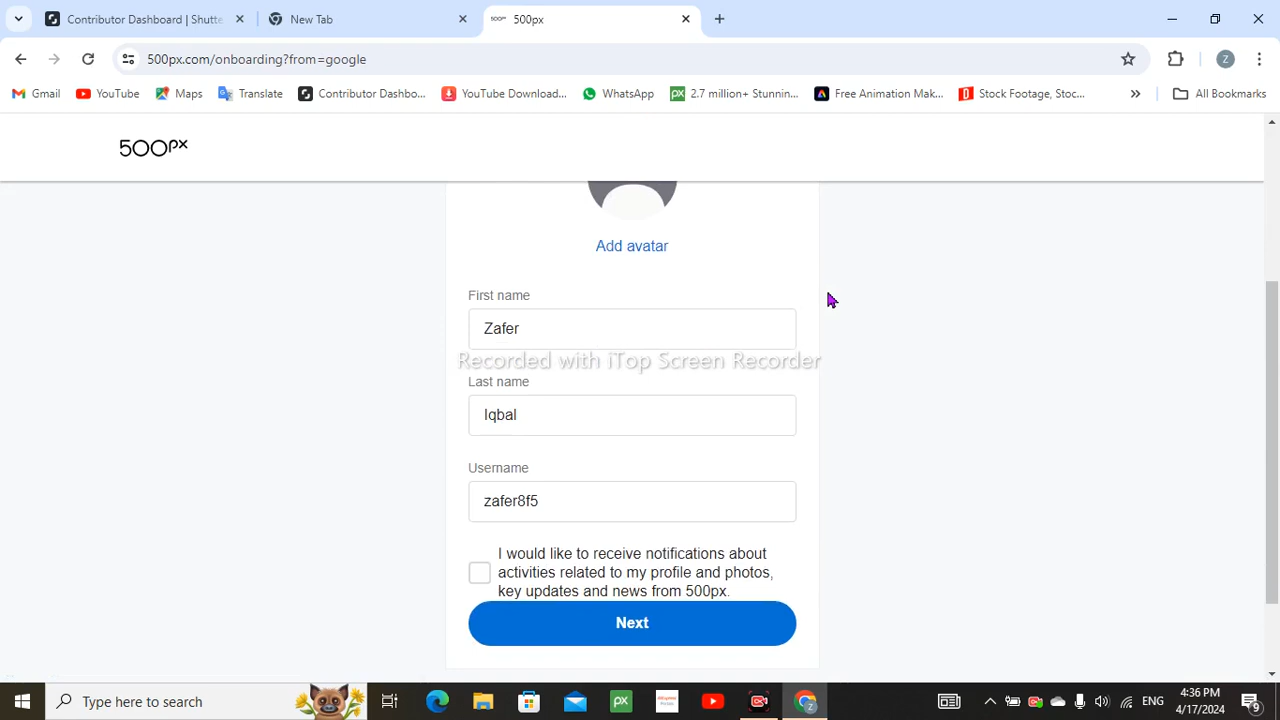 Contributor Dashboard | Shutte
New Tab
500px
500px
500px.com/onboarding?from=google
Z
Gmail
YouTube
Maps
Translate
Contributor Dashbo...
YouTube Download...
WhatsApp
px
2.7 million+ Stunnin...
Free Animation Mak...
Stock Footage, Stoc...
»
All Bookmarks
500px
Add avatar
First name
Zafer
Recorded with iTop Screen Recorder
Last name
Iqbal
Username
zafer8f5
I would like to receive notifications about
activities related to my profile and photos,
key updates and news from 500px.
Next
Type here to search
px
ENG
4:36 PM
4/17/2024
9